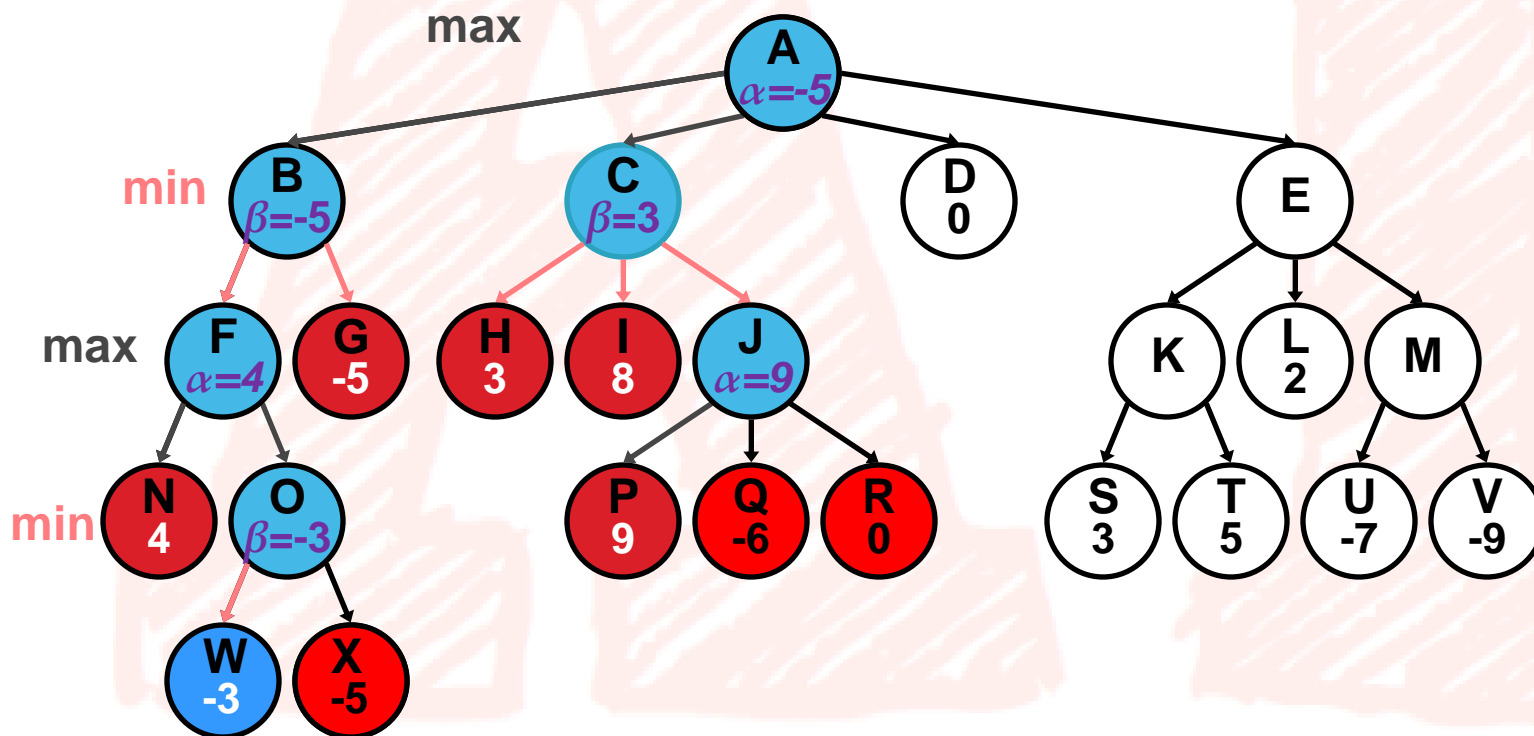 max
A
α=-5
min
B
β=-5
C
β=3
D
0
E
max
F
α=4
G
-5
H
3
I
8
J
α=9
K
L
2
M
min
N
4
O
β=-3
P
9
Q
-6
R
0
S
3
T
5
U
-7
V
-9
W
-3
X
-5